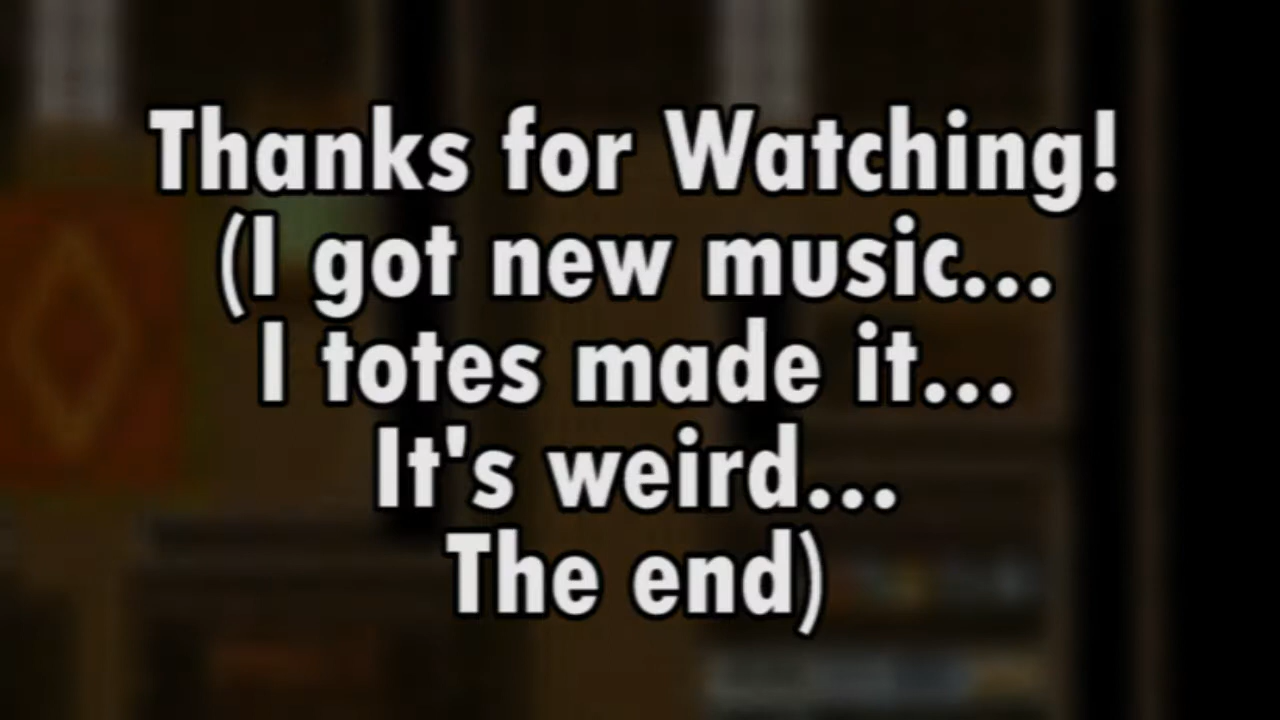 Thanks for Watching!
(I got new music...
I totes made it...
It's weird...
The end)